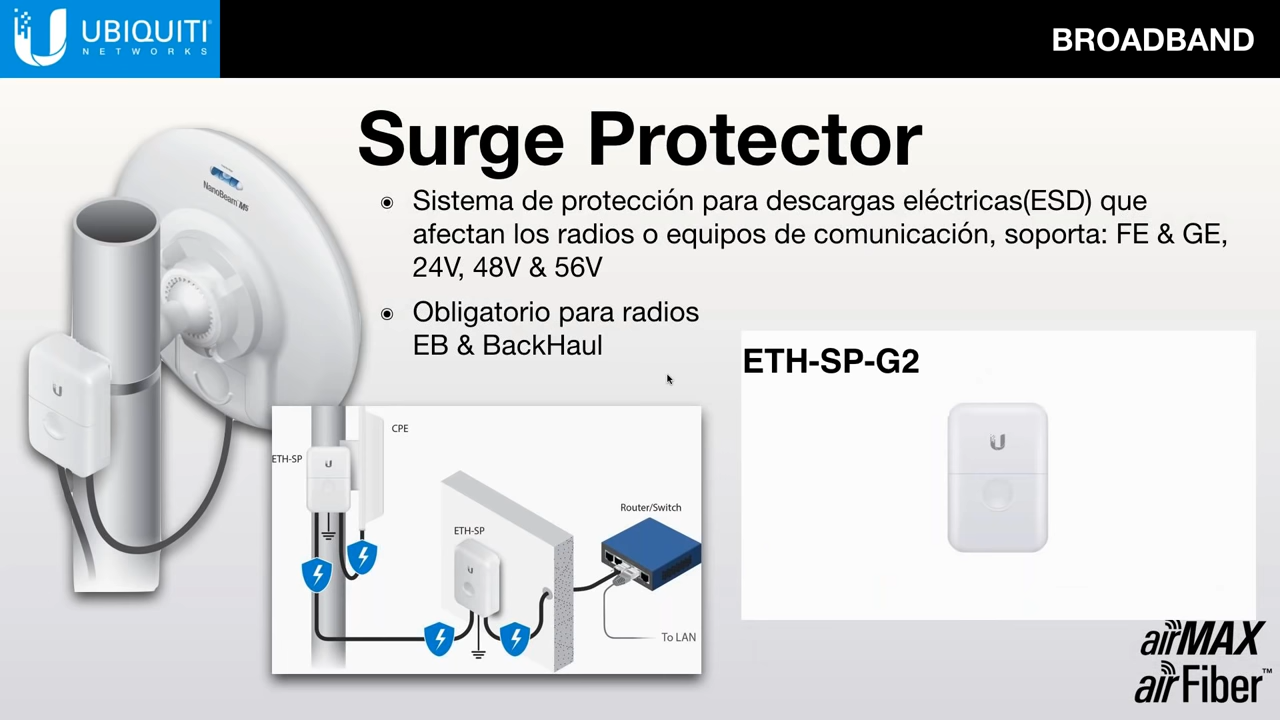 UBIQUITI
NETWORKS
BROADBAND
Surge Protector
NanoBeam M5
Sistema de protección para descargas eléctricas(ESD) que
afectan los radios o equipos de comunicación, soporta: FE & GE,
24V, 48V & 56V
Obligatorio para radios
EB & BackHaul
ETH-SP-G2
CPE
ETH-SP
ETH-SP
Router/Switch
To LAN
airMAX
airFiber™